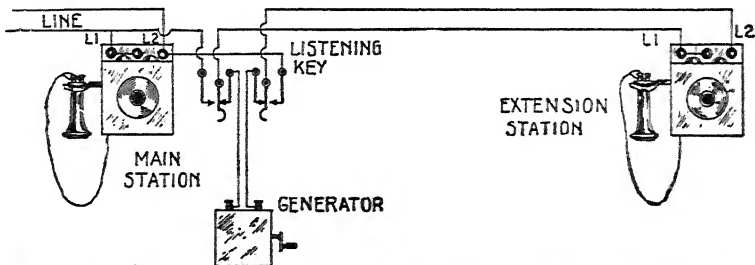 LINE
L1 L2
LISTENING
KEY
MAIN
STATION
GENERATOR
L1
L2
EXTENSION
STATION